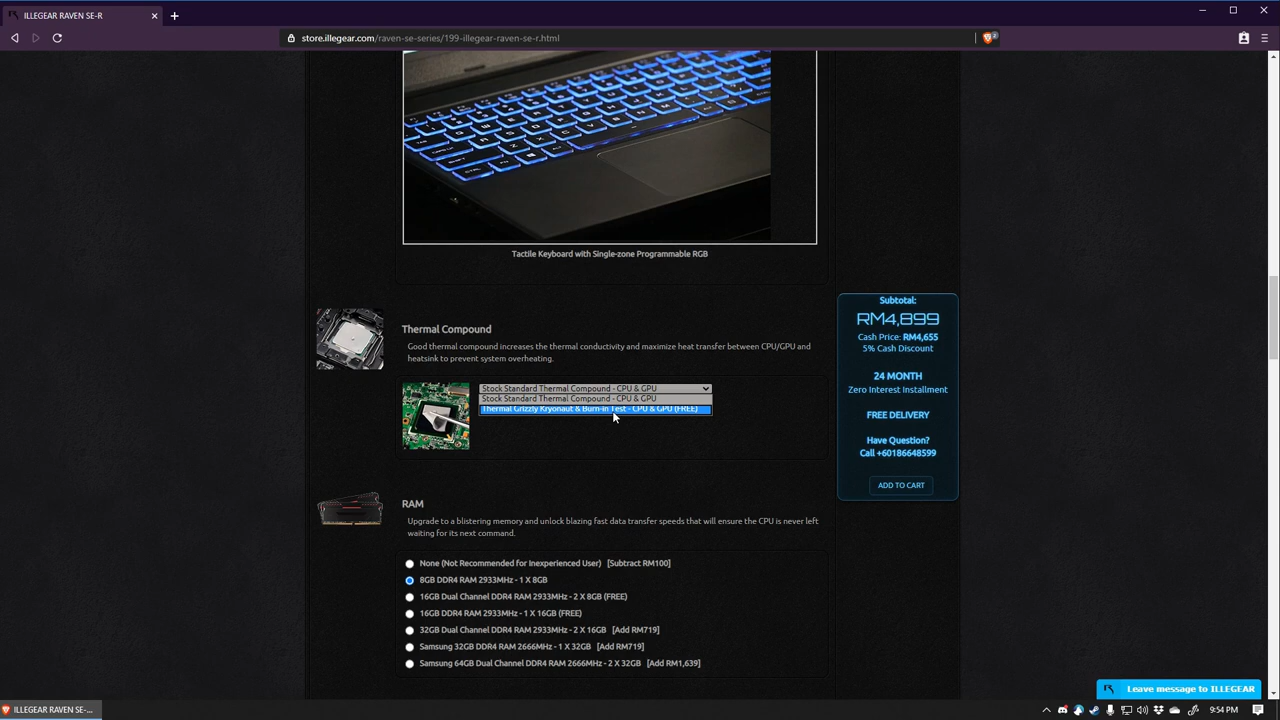 ILLEGEAR RAVEN SE-R
store.illegear.com/raven-se-series/199-illegear-raven-se-r.html
2
Tactile Keyboard with Single-zone Programmable RGB
Subtotal:
RM4,899
Cash Price: RM4,655
5% Cash Discount
24 MONTH
Zero Interest Installment
FREE DELIVERY
Have Question?
Call +60186648599
ADD TO CART
Thermal Compound
Good thermal compound increases the thermal conductivity and maximize heat transfer between CPU/GPU and
heatsink to prevent system overheating.
Stock Standard Thermal Compound - CPU & GPU
Stock Standard Thermal Compound - CPU & GPU
Thermal Grizzly Kryonaut & Burn-In Test - CPU & GPU (FREE)
RAM
Upgrade to a blistering memory and unlock blazing fast data transfer speeds that will ensure the CPU is never left
waiting for its next command.
None (Not Recommended for Inexperienced User) [Subtract RM100]
8GB DDR4 RAM 2933MHz - 1 X 8GB
16GB Dual Channel DDR4 RAM 2933MHz - 2 X 8GB (FREE)
16GB DDR4 RAM 2933MHz - 1 X 16GB (FREE)
32GB Dual Channel DDR4 RAM 2933MHz - 2 X 16GB [Add RM719]
Samsung 32GB DDR4 RAM 2666MHz - 1 X 32GB [Add RM719]
Samsung 64GB Dual Channel DDR4 RAM 2666MHz - 2 X 32GB [Add RM1,639]
Leave message to ILLEGEAR
ILLEGEAR RAVEN SE-...
9:54 PM